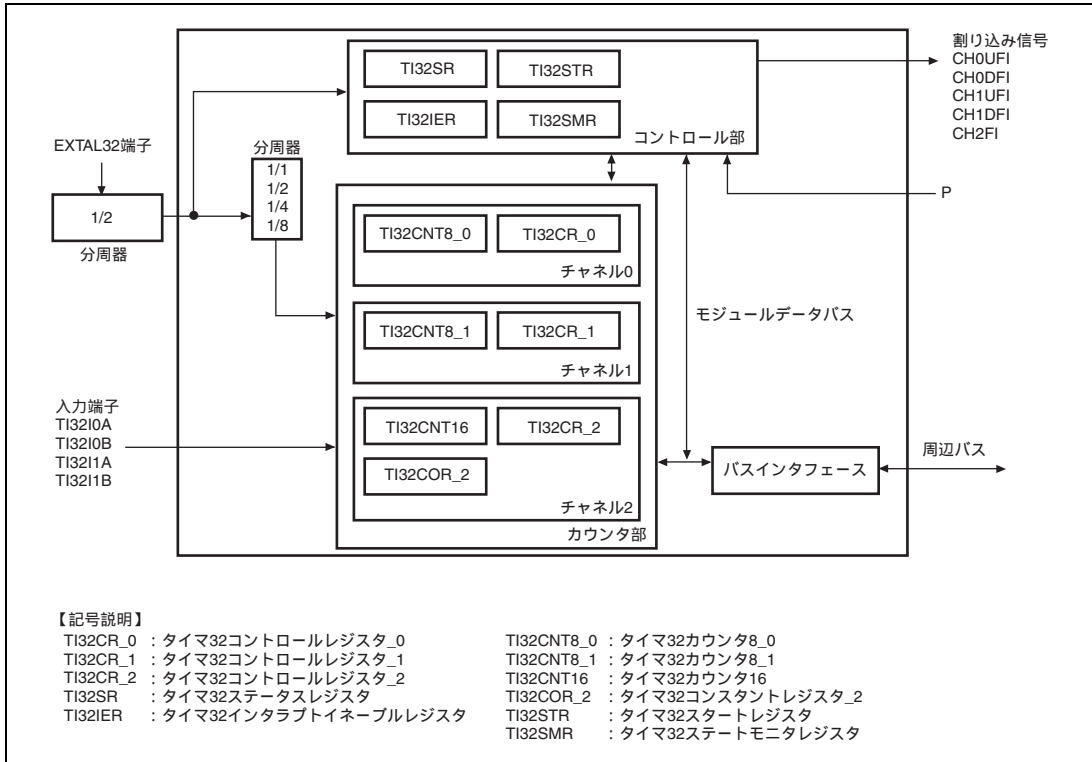 割り込み信号
CH0UFI
CH0DFI
CH1UFI
CH1DFI
CH2FI
TI32SR
TI32STR
TI32IER
TI32SMR
コントロール部
EXTAL32端子
1/2
分周器
分周器
1/1
1/2
1/4
1/8
P
TI32CNT8_0
TI32CR_0
チャネル0
TI32CNT8_1
TI32CR_1
チャネル1
モジュールデータバス
入力端子
TI32I0A
TI32I0B
TI32I1A
TI32I1B
TI32CNT16
TI32CR_2
TI32COR_2
チャネル2
カウンタ部
バスインタフェース
周辺バス
【記号説明】
TI32CR_0 : タイマ32コントロールレジスタ_0
TI32CR_1 : タイマ32コントロールレジスタ_1
TI32CR_2 : タイマ32コントロールレジスタ_2
TI32SR : タイマ32ステータスレジスタ
TI32IER : タイマ32インタラプトイネーブルレジスタ
TI32CNT8_0 : タイマ32カウンタ8_0
TI32CNT8_1 : タイマ32カウンタ8_1
TI32CNT16 : タイマ32カウンタ16
TI32COR_2 : タイマ32コンスタントレジスタ_2
TI32STR : タイマ32スタートレジスタ
TI32SMR : タイマ32ステートモニタレジスタ